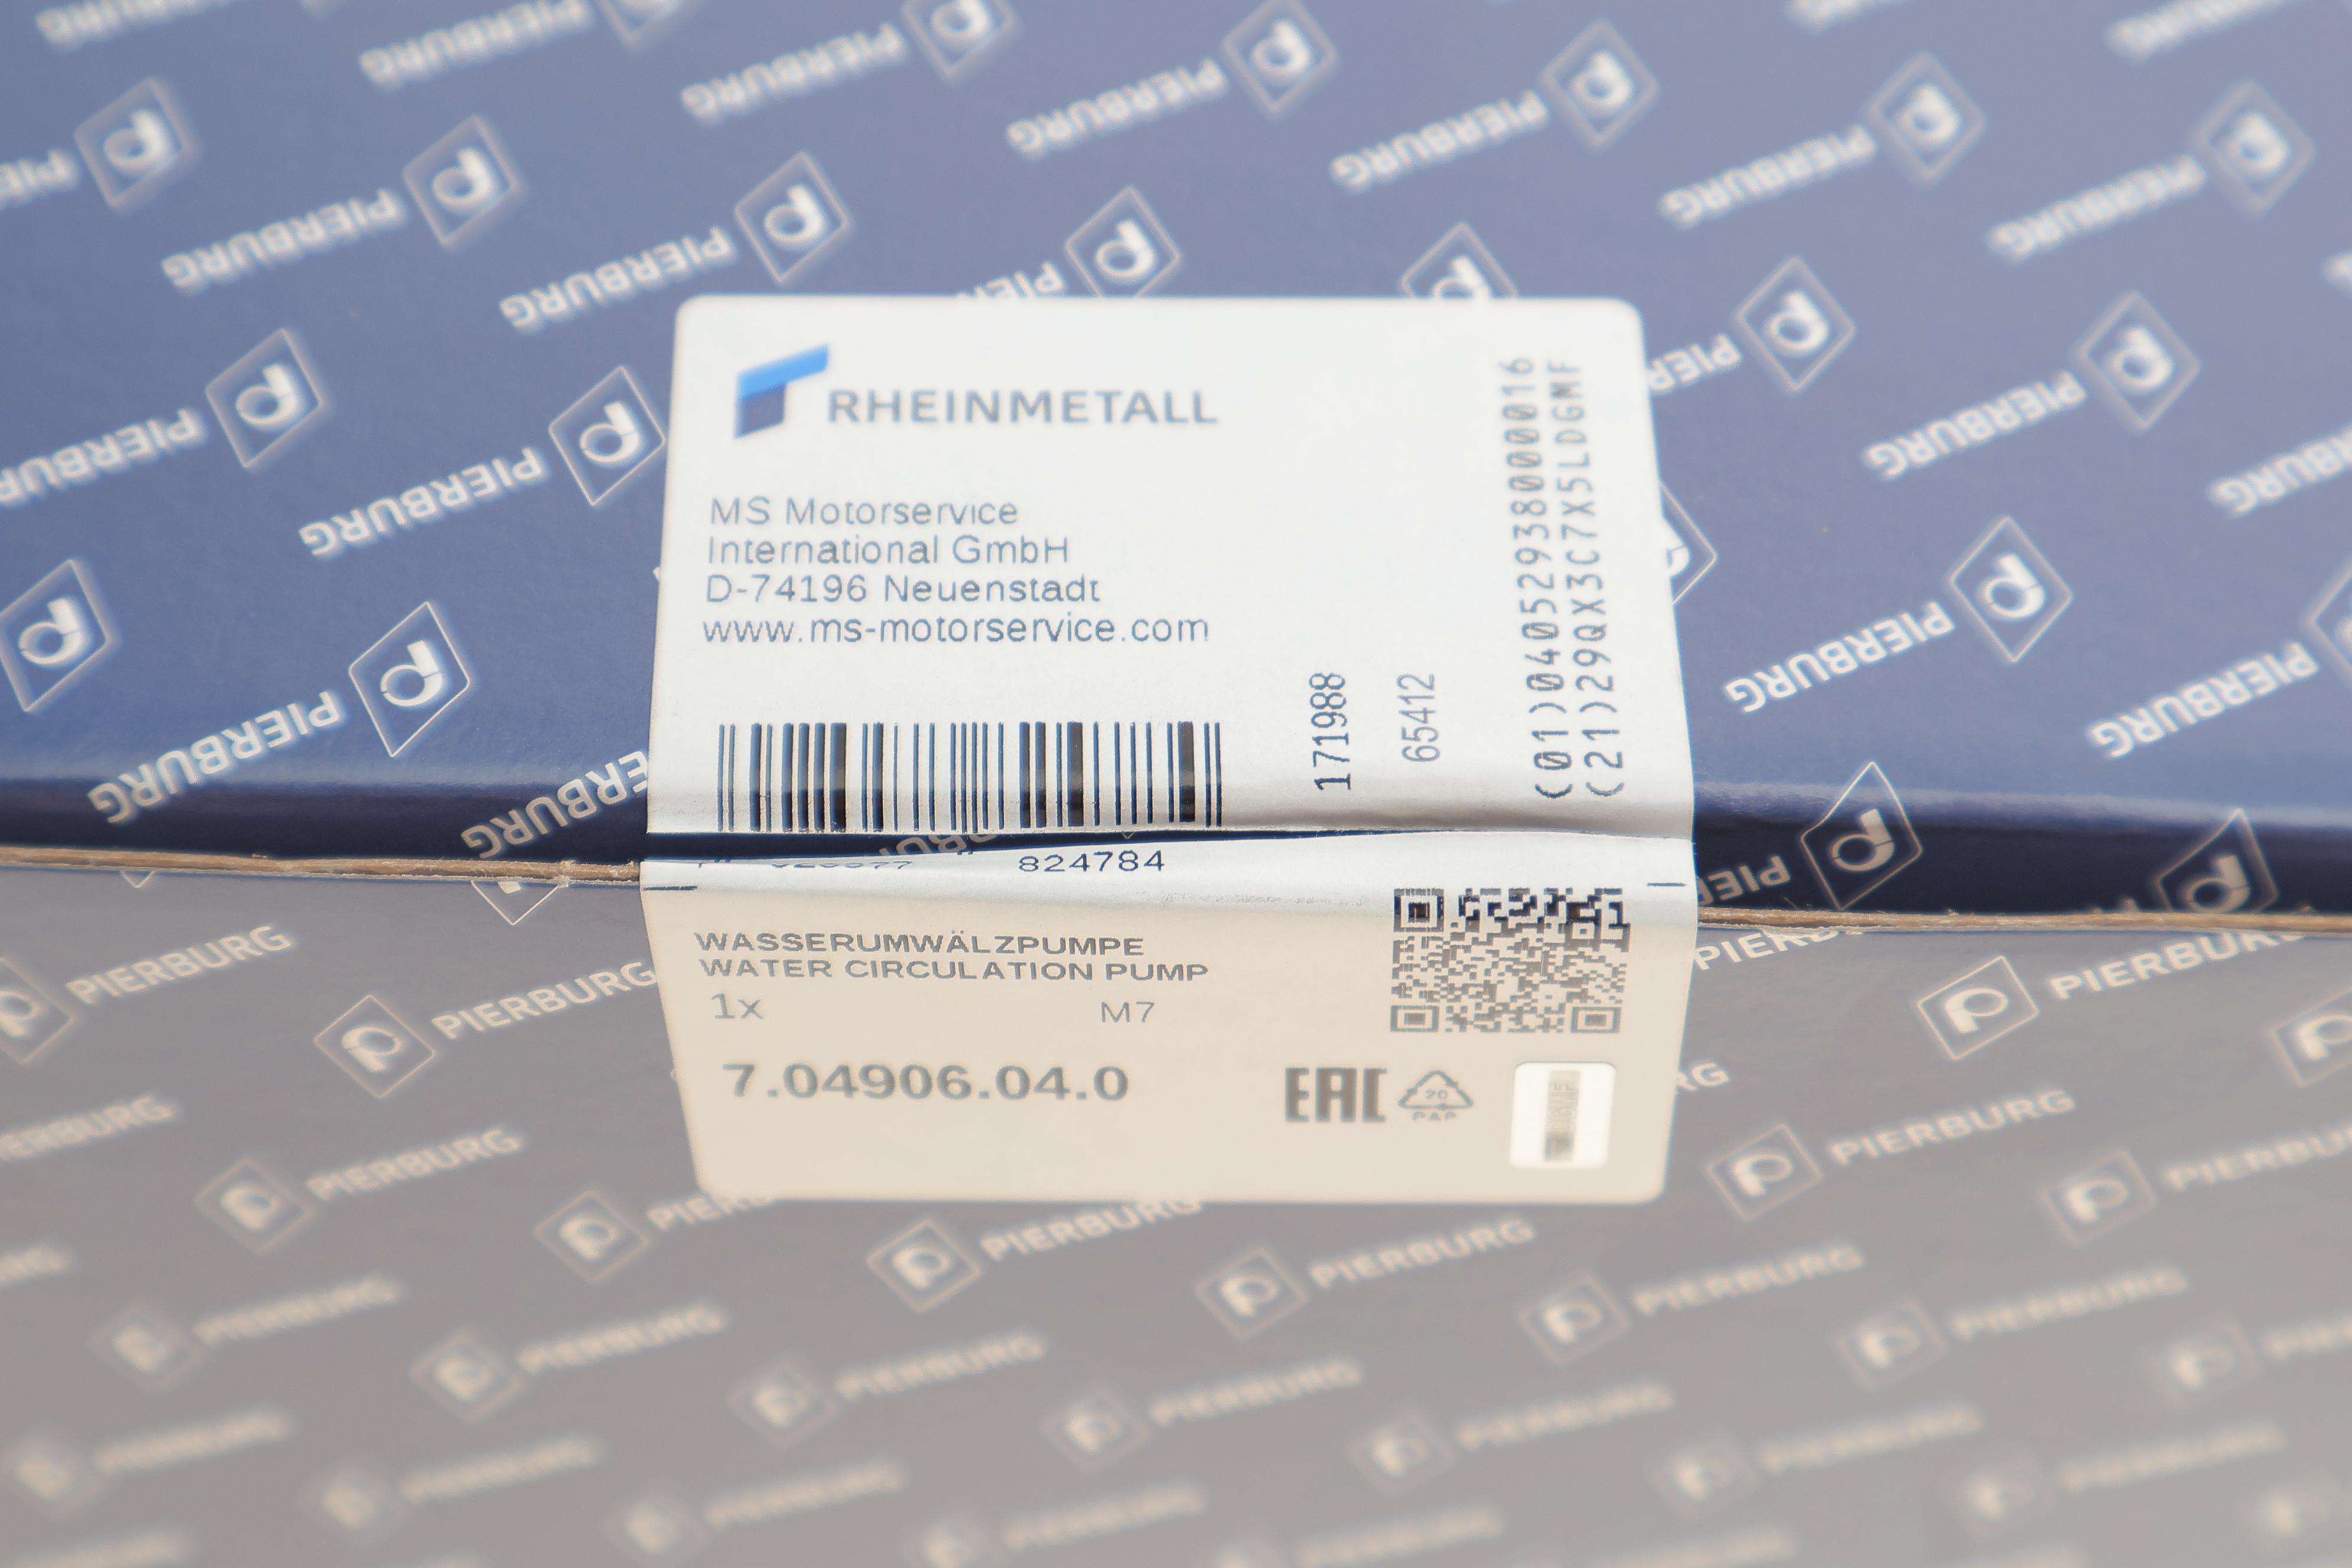 RHEINMETALL
MS Motorservice
International GmbH
D-74196 Neuenstadt
www.ms-motorservice.com
171988
65412
(01)04052938000016
(21)29QX3C7X5LDGMF
824784
WASSERUMWÄLZPUMPE
WATER CIRCULATION PUMP
1x M7
7.04906.04.0
EAC
20
PAP
PIERBURG